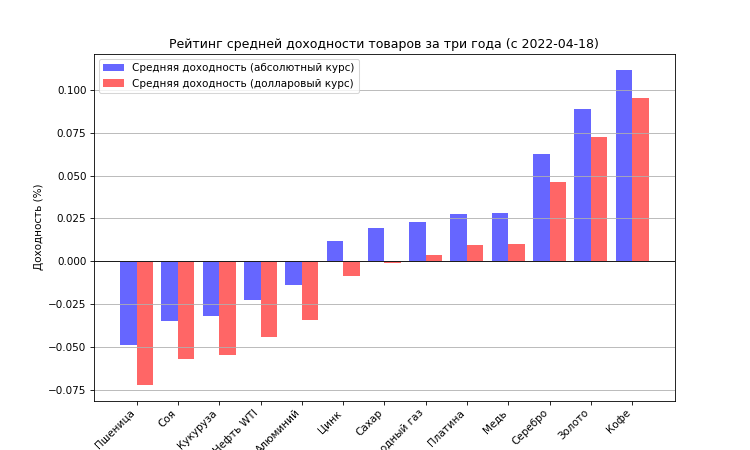 Рейтинг средней доходности товаров за три года (с 2022-04-18)
Средняя доходность (абсолютный курс)
Средняя доходность (долларовый курс)
Доходность (%)
0.100
0.075
0.050
0.025
0.000
−0.025
−0.050
−0.075
Пшеница
Соя
Кукуруза
Нефть WTI
Алюминий
Цинк
Сахар
газ
Платина
Медь
Серебро
Золото
Кофе